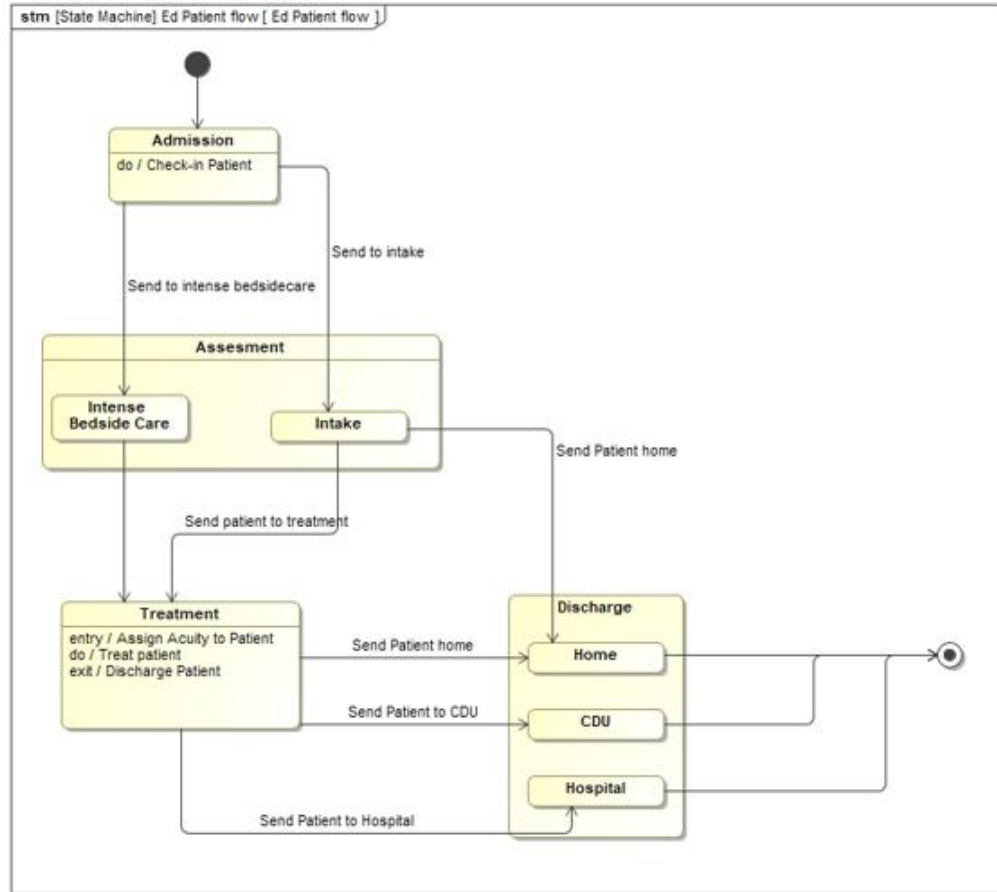 stm [State Machine] Ed Patient flow [ Ed Patient flow ]
Admission
do / Check-in Patient
Send to intake
Send to intense bedsidecare
Assesment
Intense
Bedside Care
Intake
Send Patient home
Send patient to treatment
Treatment
entry / Assign Acuity to Patient
do / Treat patient
exit / Discharge Patient
Discharge
Send Patient home
Home
Send Patient to CDU
CDU
Hospital
Send Patient to Hospital